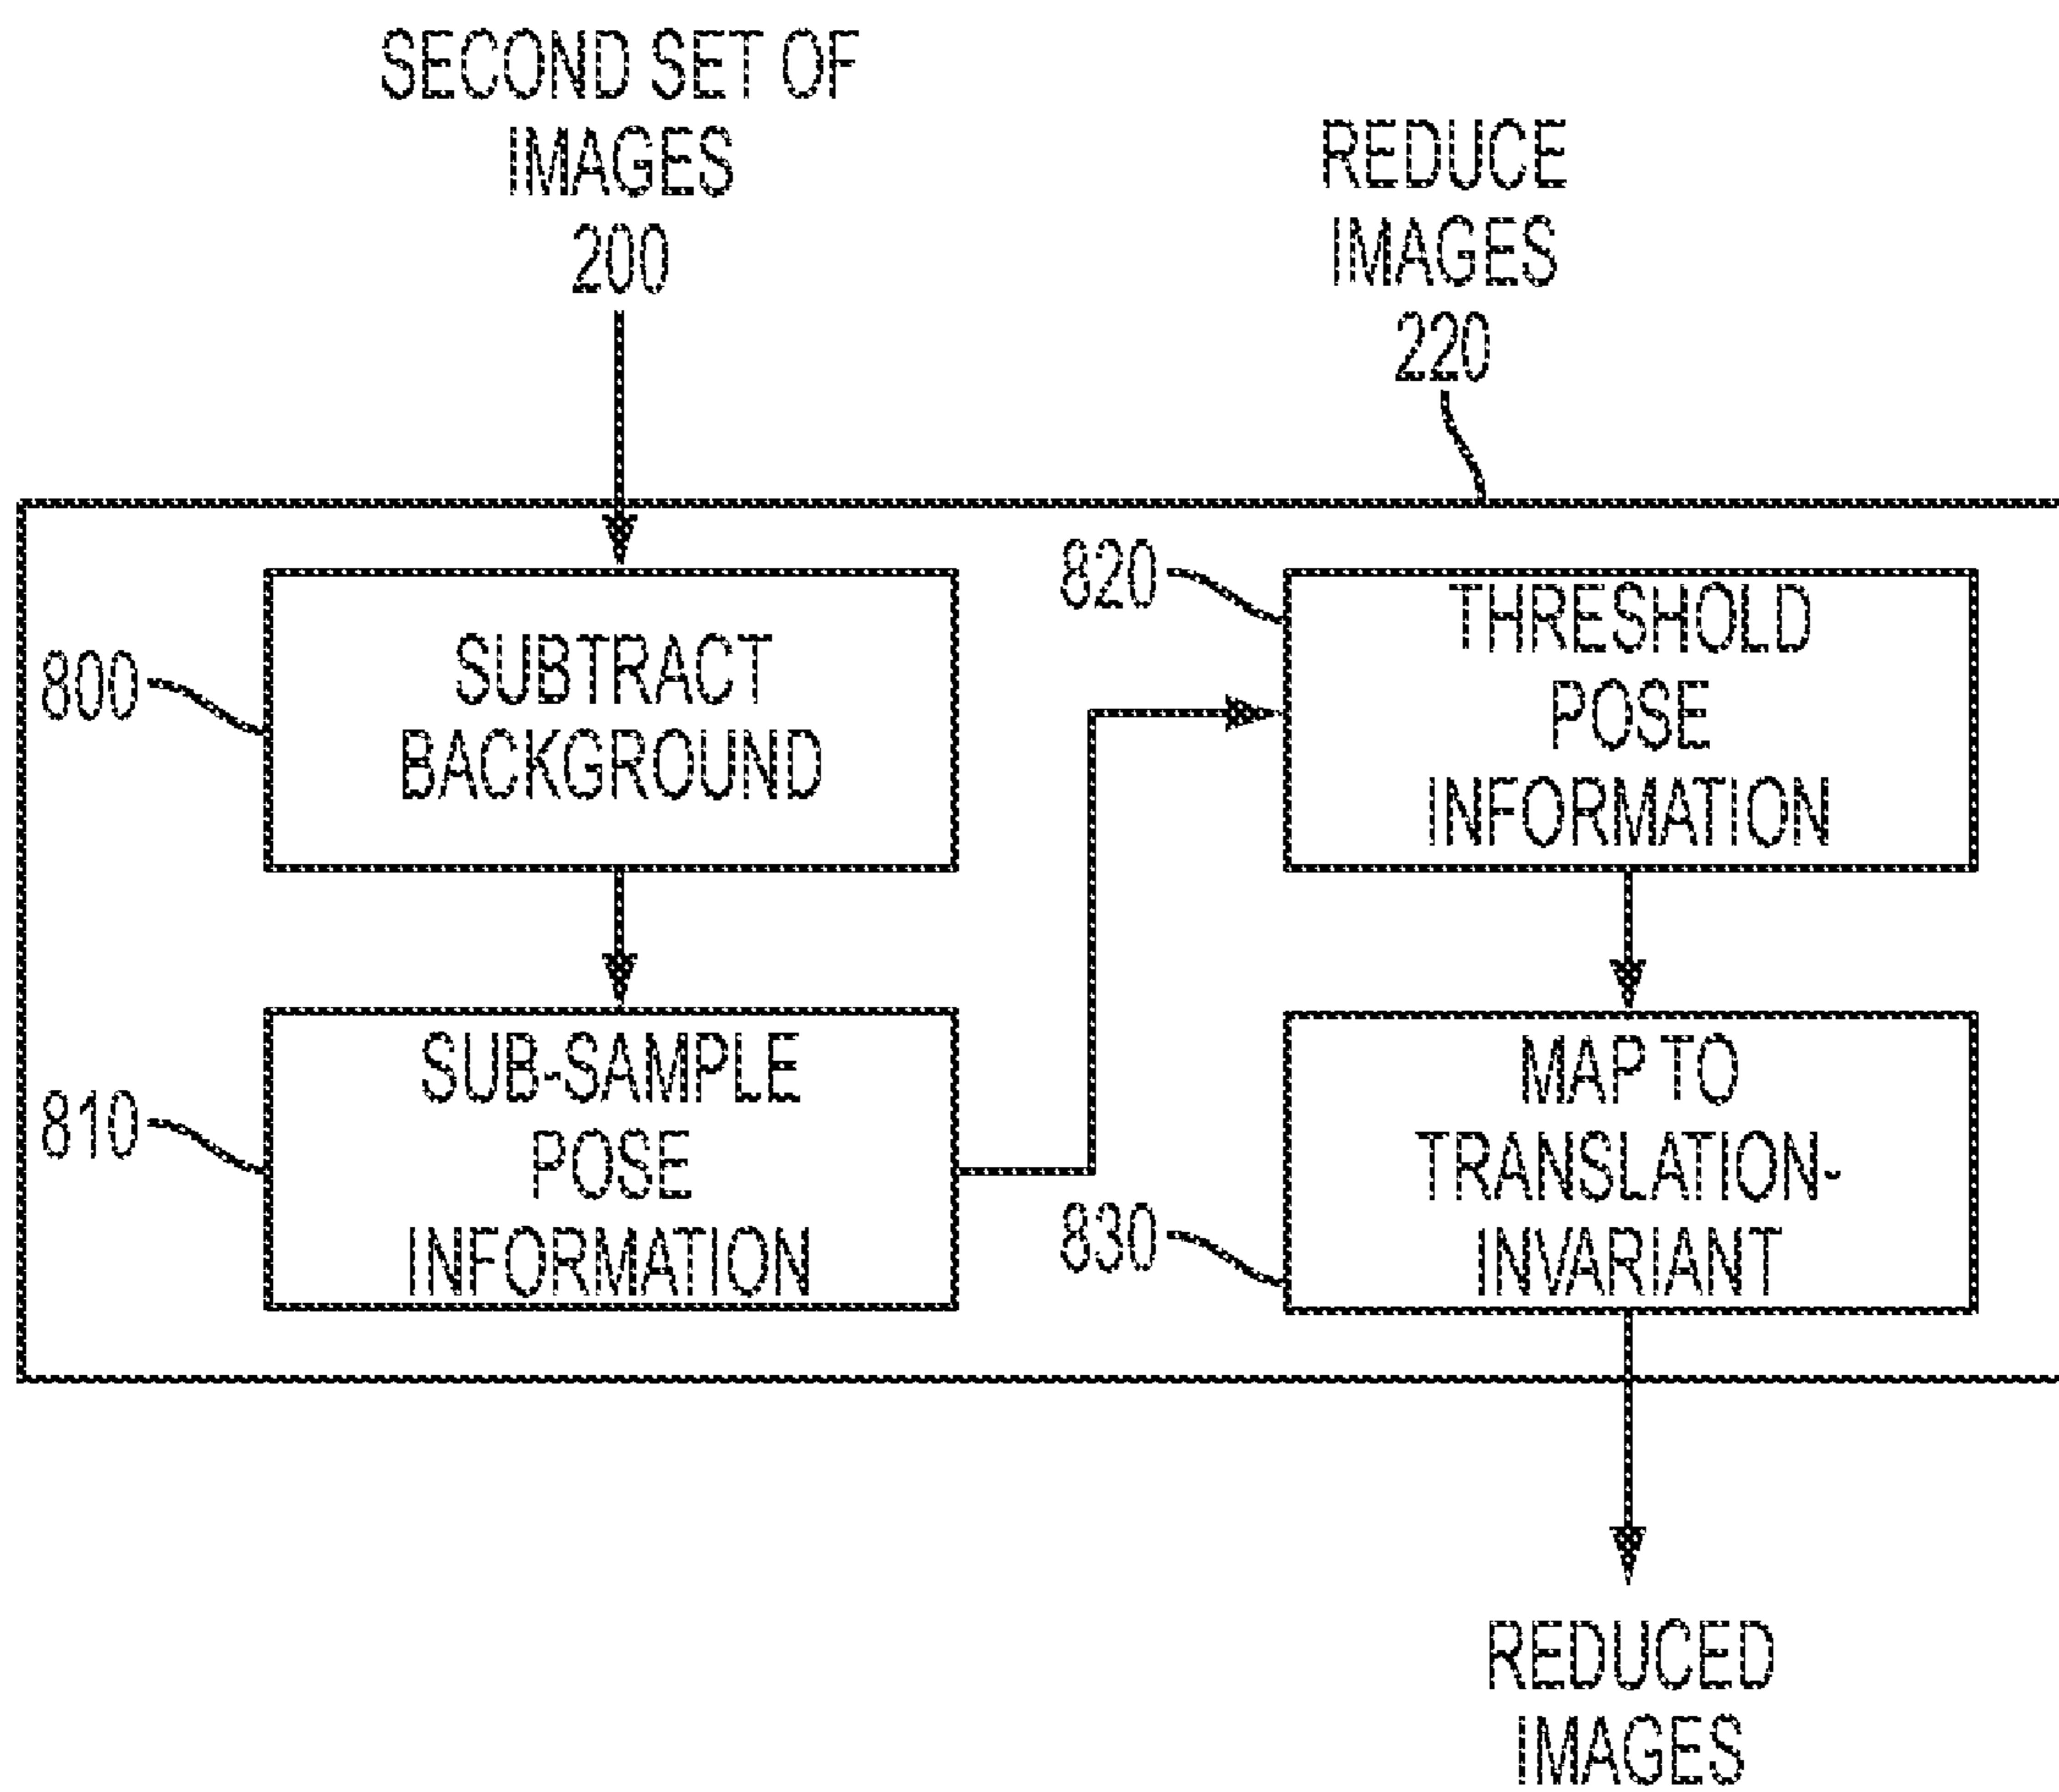 SECOND SET OF
IMAGES
200
REDUCE
IMAGES
220
800
SUBTRACT
BACKGROUND
810
SUB-SAMPLE
POSE
INFORMATION
820
THRESHOLD
POSE
INFORMATION
830
MAP TO
TRANSLATION-
INVARIANT
REDUCED
IMAGES